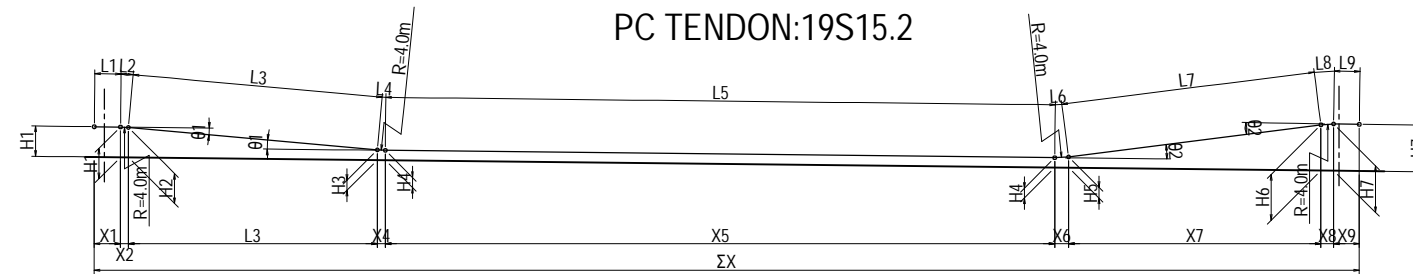 PC TENDON:19S15.2
L1 L2 L3 L4 R=4.0m L5 R=4.0m L6 L7 L8 L9
H1 θ1 θ1 θ2 θ2
H1 R=4.0m H2 H3 H4 H4 H5 H6 R=4.0m H7
X1 X2 L3 X4 X5 X6 X7 X8 X9
ΣX